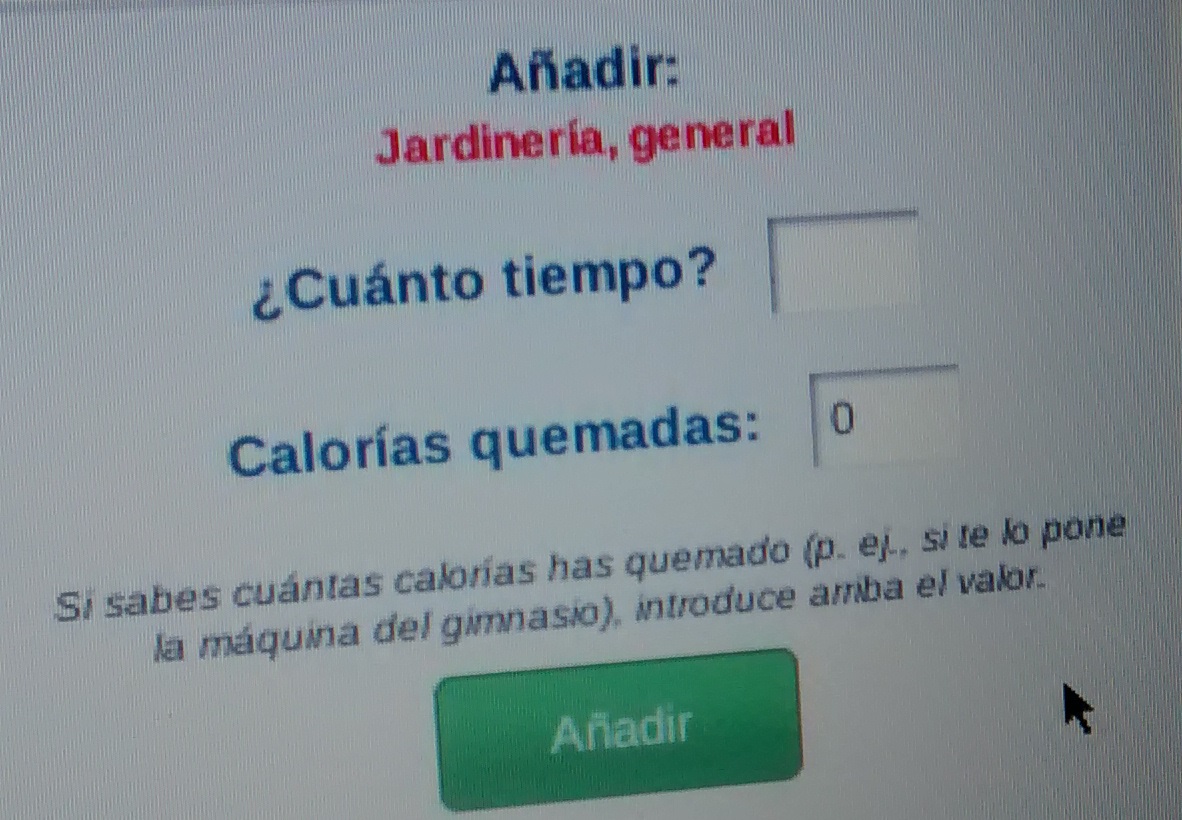 Añadir:
Jardinería, general
¿Cuánto tiempo?
Calorías quemadas: 0
Si sabes cuántas calorías has quemado (p. ej., si te lo pone
la máquina del gimnasio), introduce arriba el valor.
Añadir